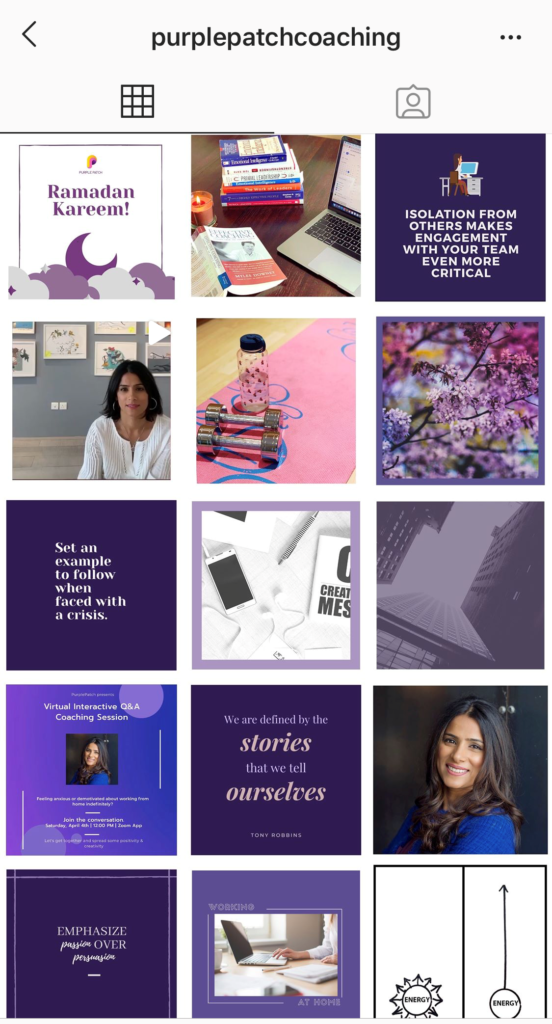 purplepatchcoaching
PURPLE PATCH
Ramadan
Kareem!
Emotional Intelligence
PRIMAL LEADERSHIP
ISOLATION FROM
OTHERS MAKES
ENGAGEMENT
WITH YOUR TEAM
EVEN MORE
CRITICAL
Set an
example
to follow
when
faced with
a crisis.
CREAT
MES
Virtual Interactive Q&A
Coaching Session
Feeling anxious or demotivated about working from
home indefinitely?
Join the conversation
Saturday, April 4th | 12:00 PM | Zoom App
Let's get together and spread some positivity &
creativity
We are defined by the
stories
that we tell
ourselves
TONY ROBBINS
EMPHASIZE
passion OVER
persuasion
WORKING
AT HOME
ENERGY
ENERGY